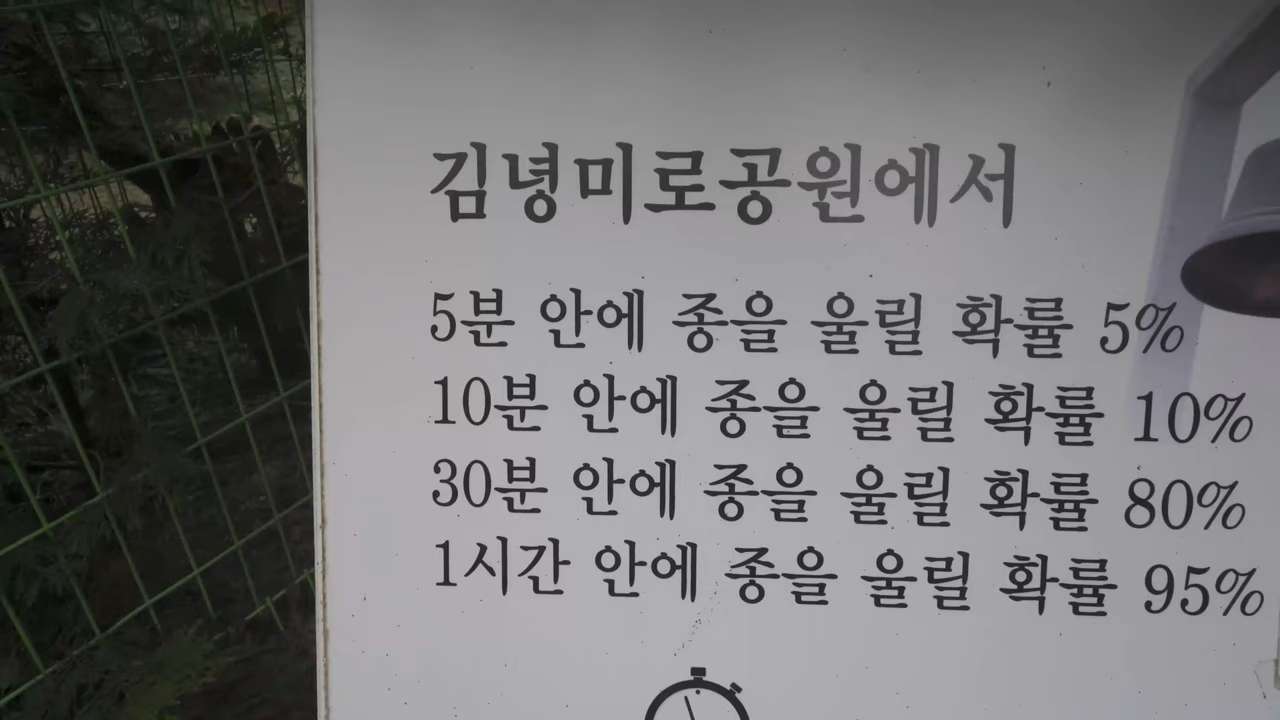 김녕미로공원에서
5분 안에 종을 울릴 확률 5%
10분 안에 종을 울릴 확률 10%
30분 안에 종을 울릴 확률 80%
1시간 안에 종을 울릴 확률 95%